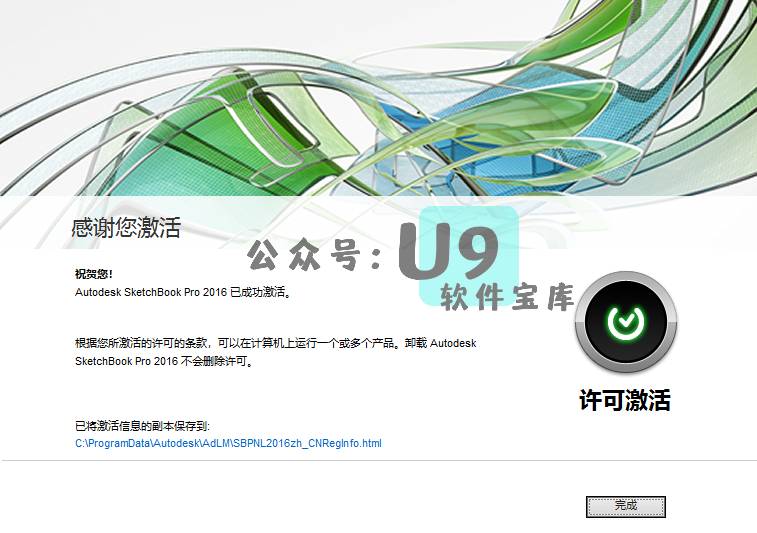 感谢您激活
公众号: U9
软件宝库
祝贺您!
Autodesk SketchBook Pro 2016 已成功激活。
根据您所激活的许可的条款，可以在计算机上运行一个或多个产品。卸载 Autodesk
SketchBook Pro 2016 不会删除许可。
许可激活
已将激活信息的副本保存到:
C:\ProgramData\Autodesk\AdLM\SBPNL2016zh_CNRegInfo.html
完成